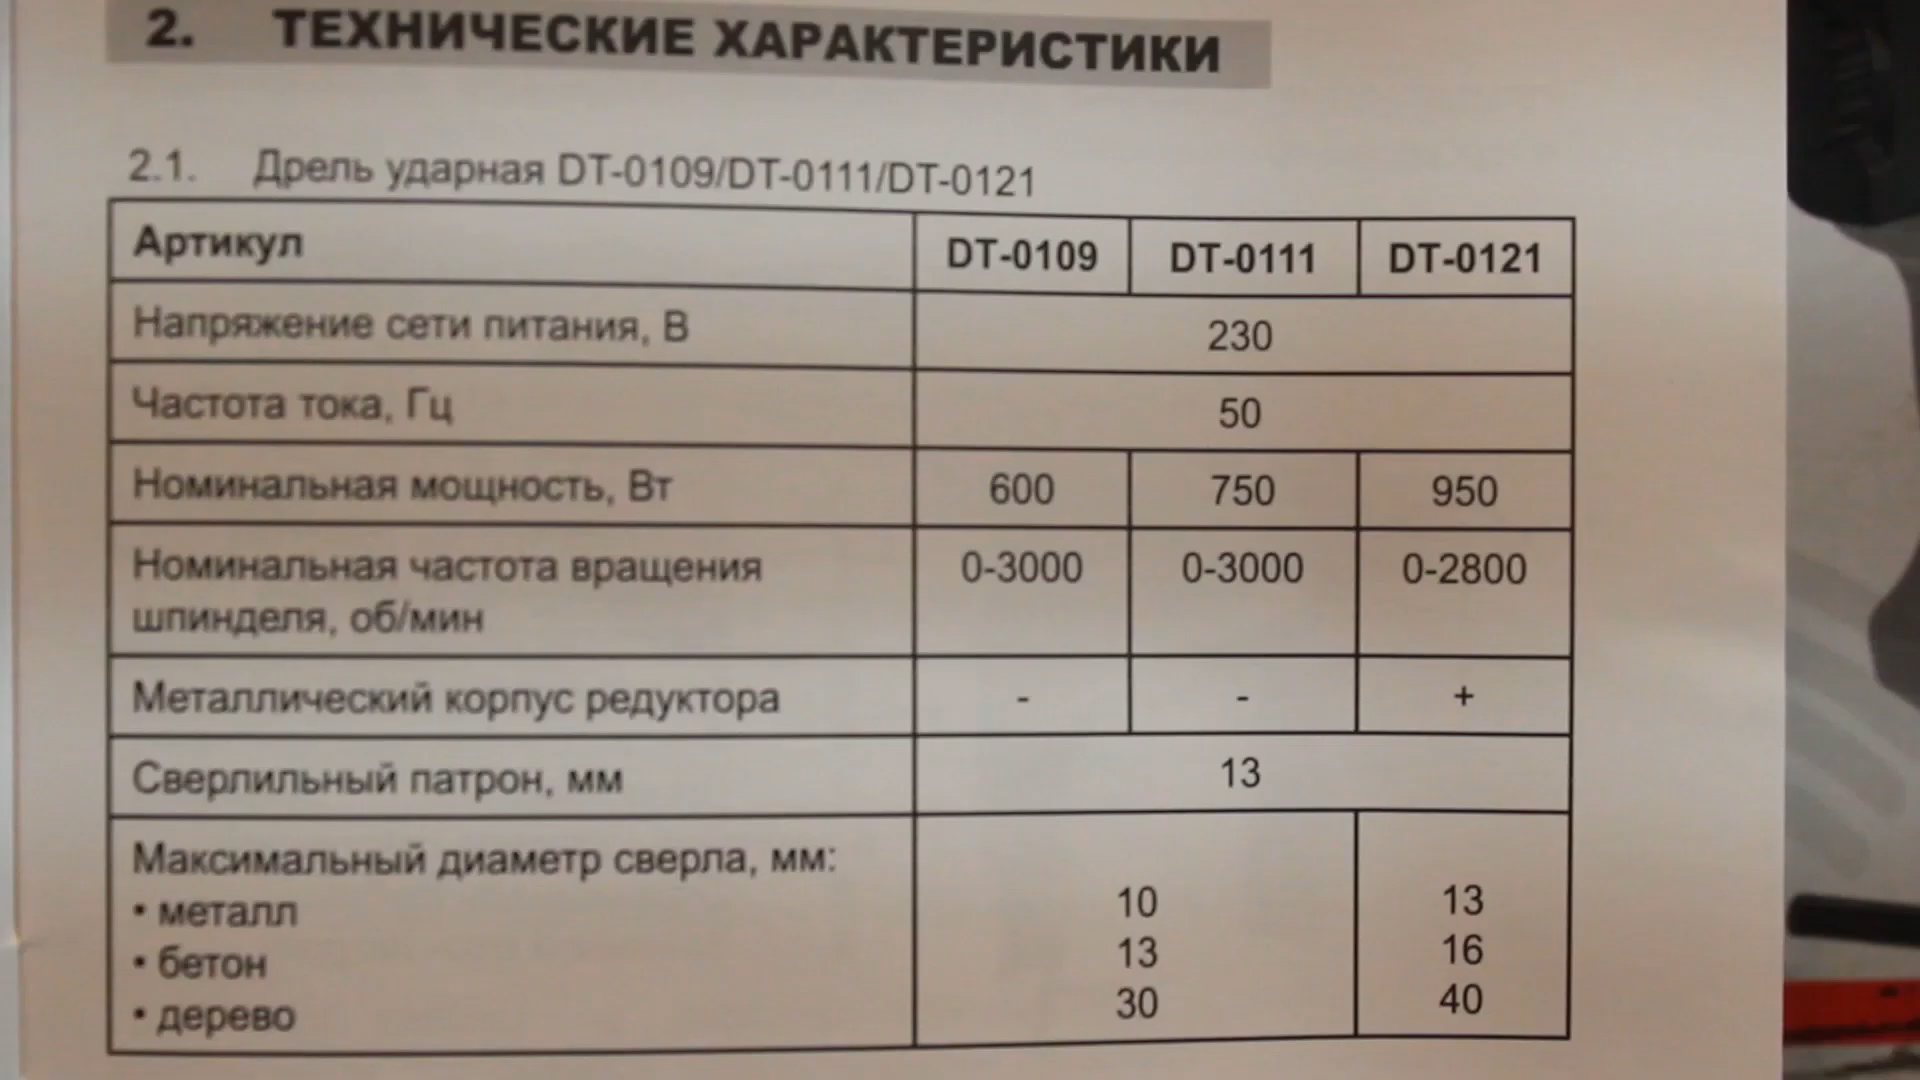 2. ТЕХНИЧЕСКИЕ ХАРАКТЕРИСТИКИ
2.1. Дрель ударная DT-0109/DT-0111/DT-0121
Артикул DT-0109 DT-0111 DT-0121
Напряжение сети питания, В 230
Частота тока, Гц 50
Номинальная мощность, Вт 600 750 950
Номинальная частота вращения 0-3000 0-3000 0-2800
шпинделя, об/мин
Металлический корпус редуктора - - +
Сверлильный патрон, мм 13
Максимальный диаметр сверла, мм:
• металл 10 13
• бетон 13 16
• дерево 30 40